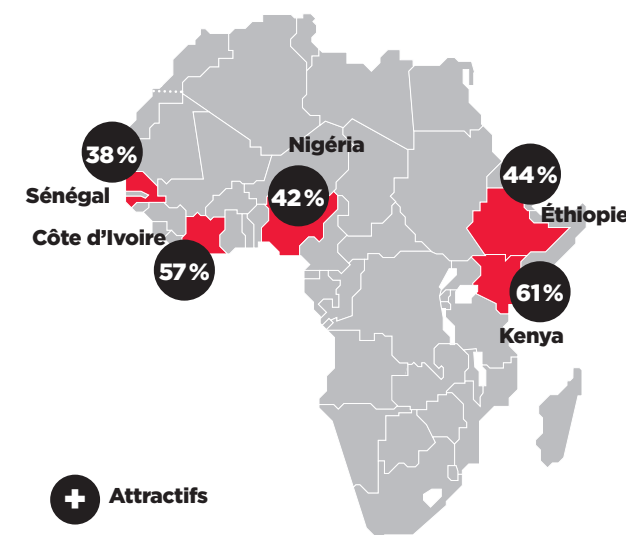 Nigéria
38%
44%
Sénégal
42%
Éthiopie
Côte d'Ivoire
57%
61%
Kenya
+ Attractifs